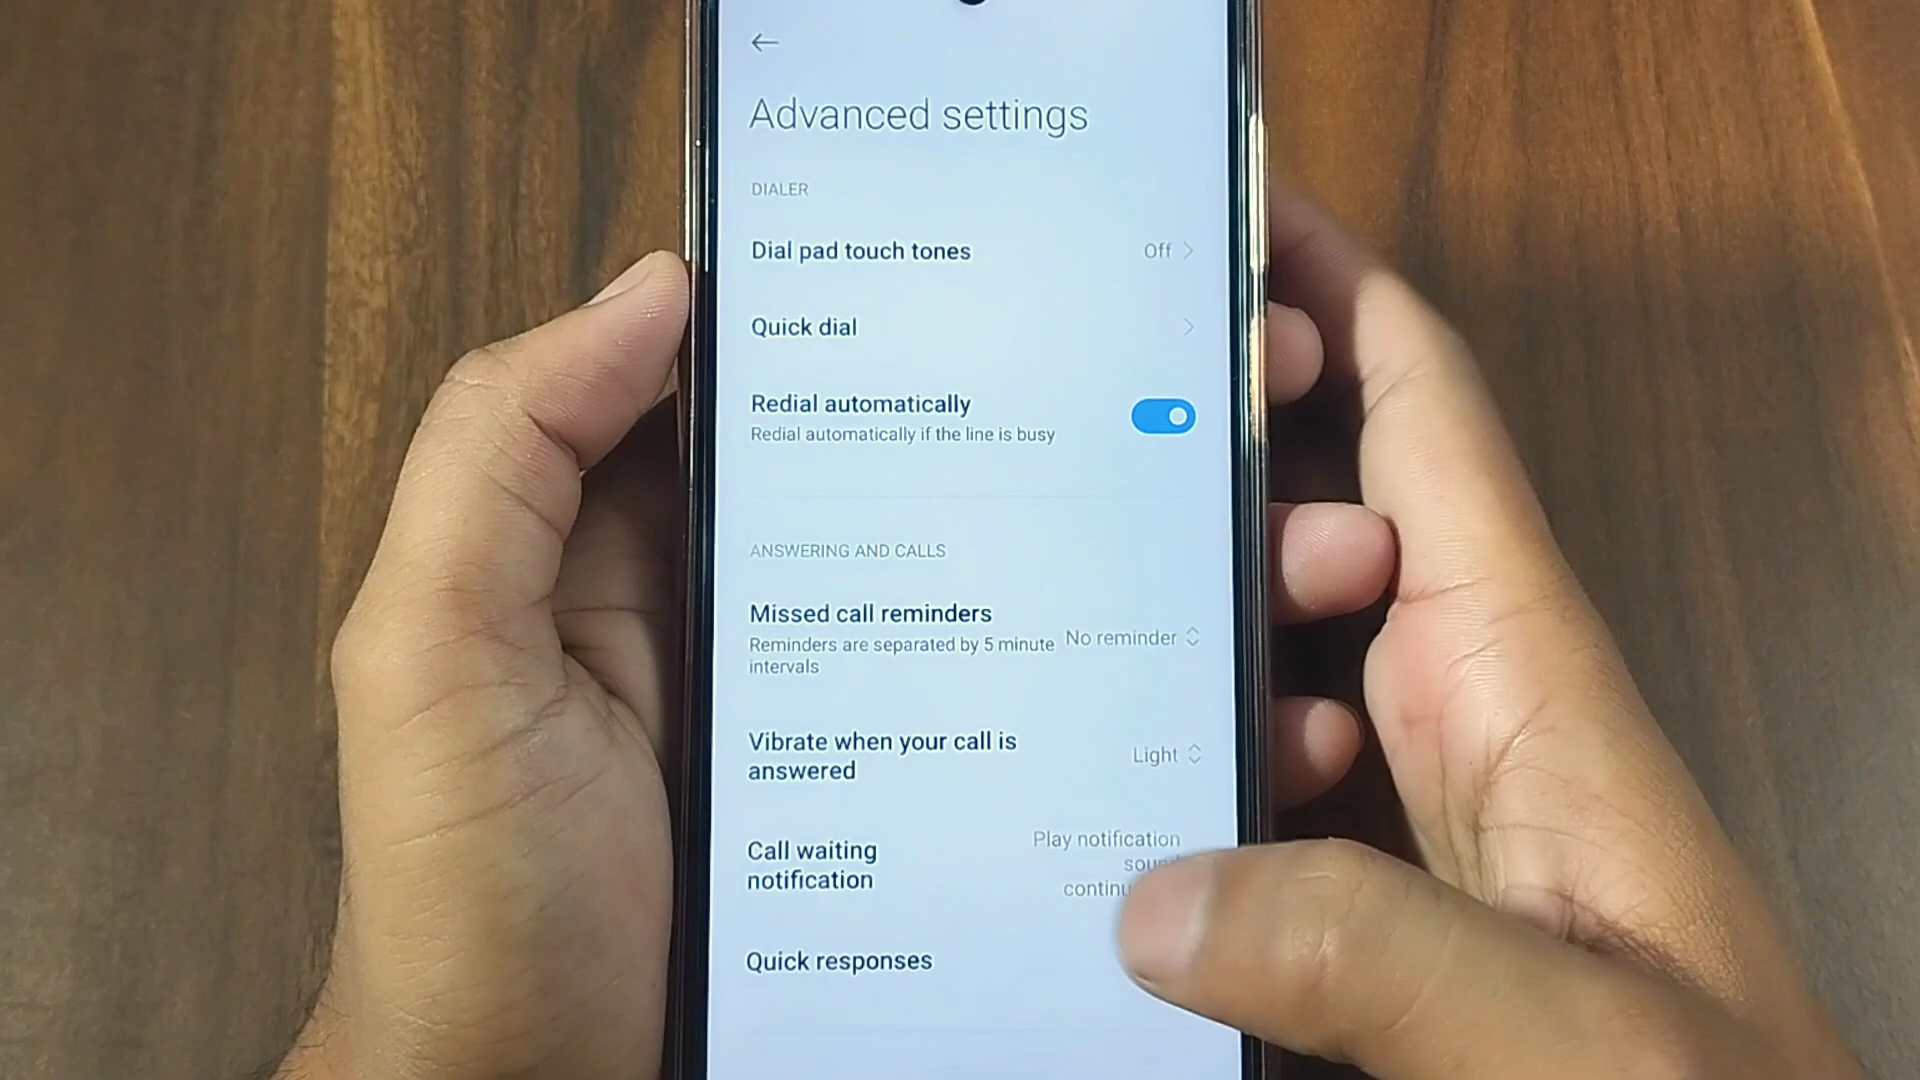 Advanced settings
DIALER
Dial pad touch tones
Off
Quick dial
Redial automatically
Redial automatically if the line is busy
ANSWERING AND CALLS
Missed call reminders
Reminders are separated by 5 minute
intervals
No reminder
Vibrate when your call is
answered
Light
Call waiting
notification
Play notification
Quick responses